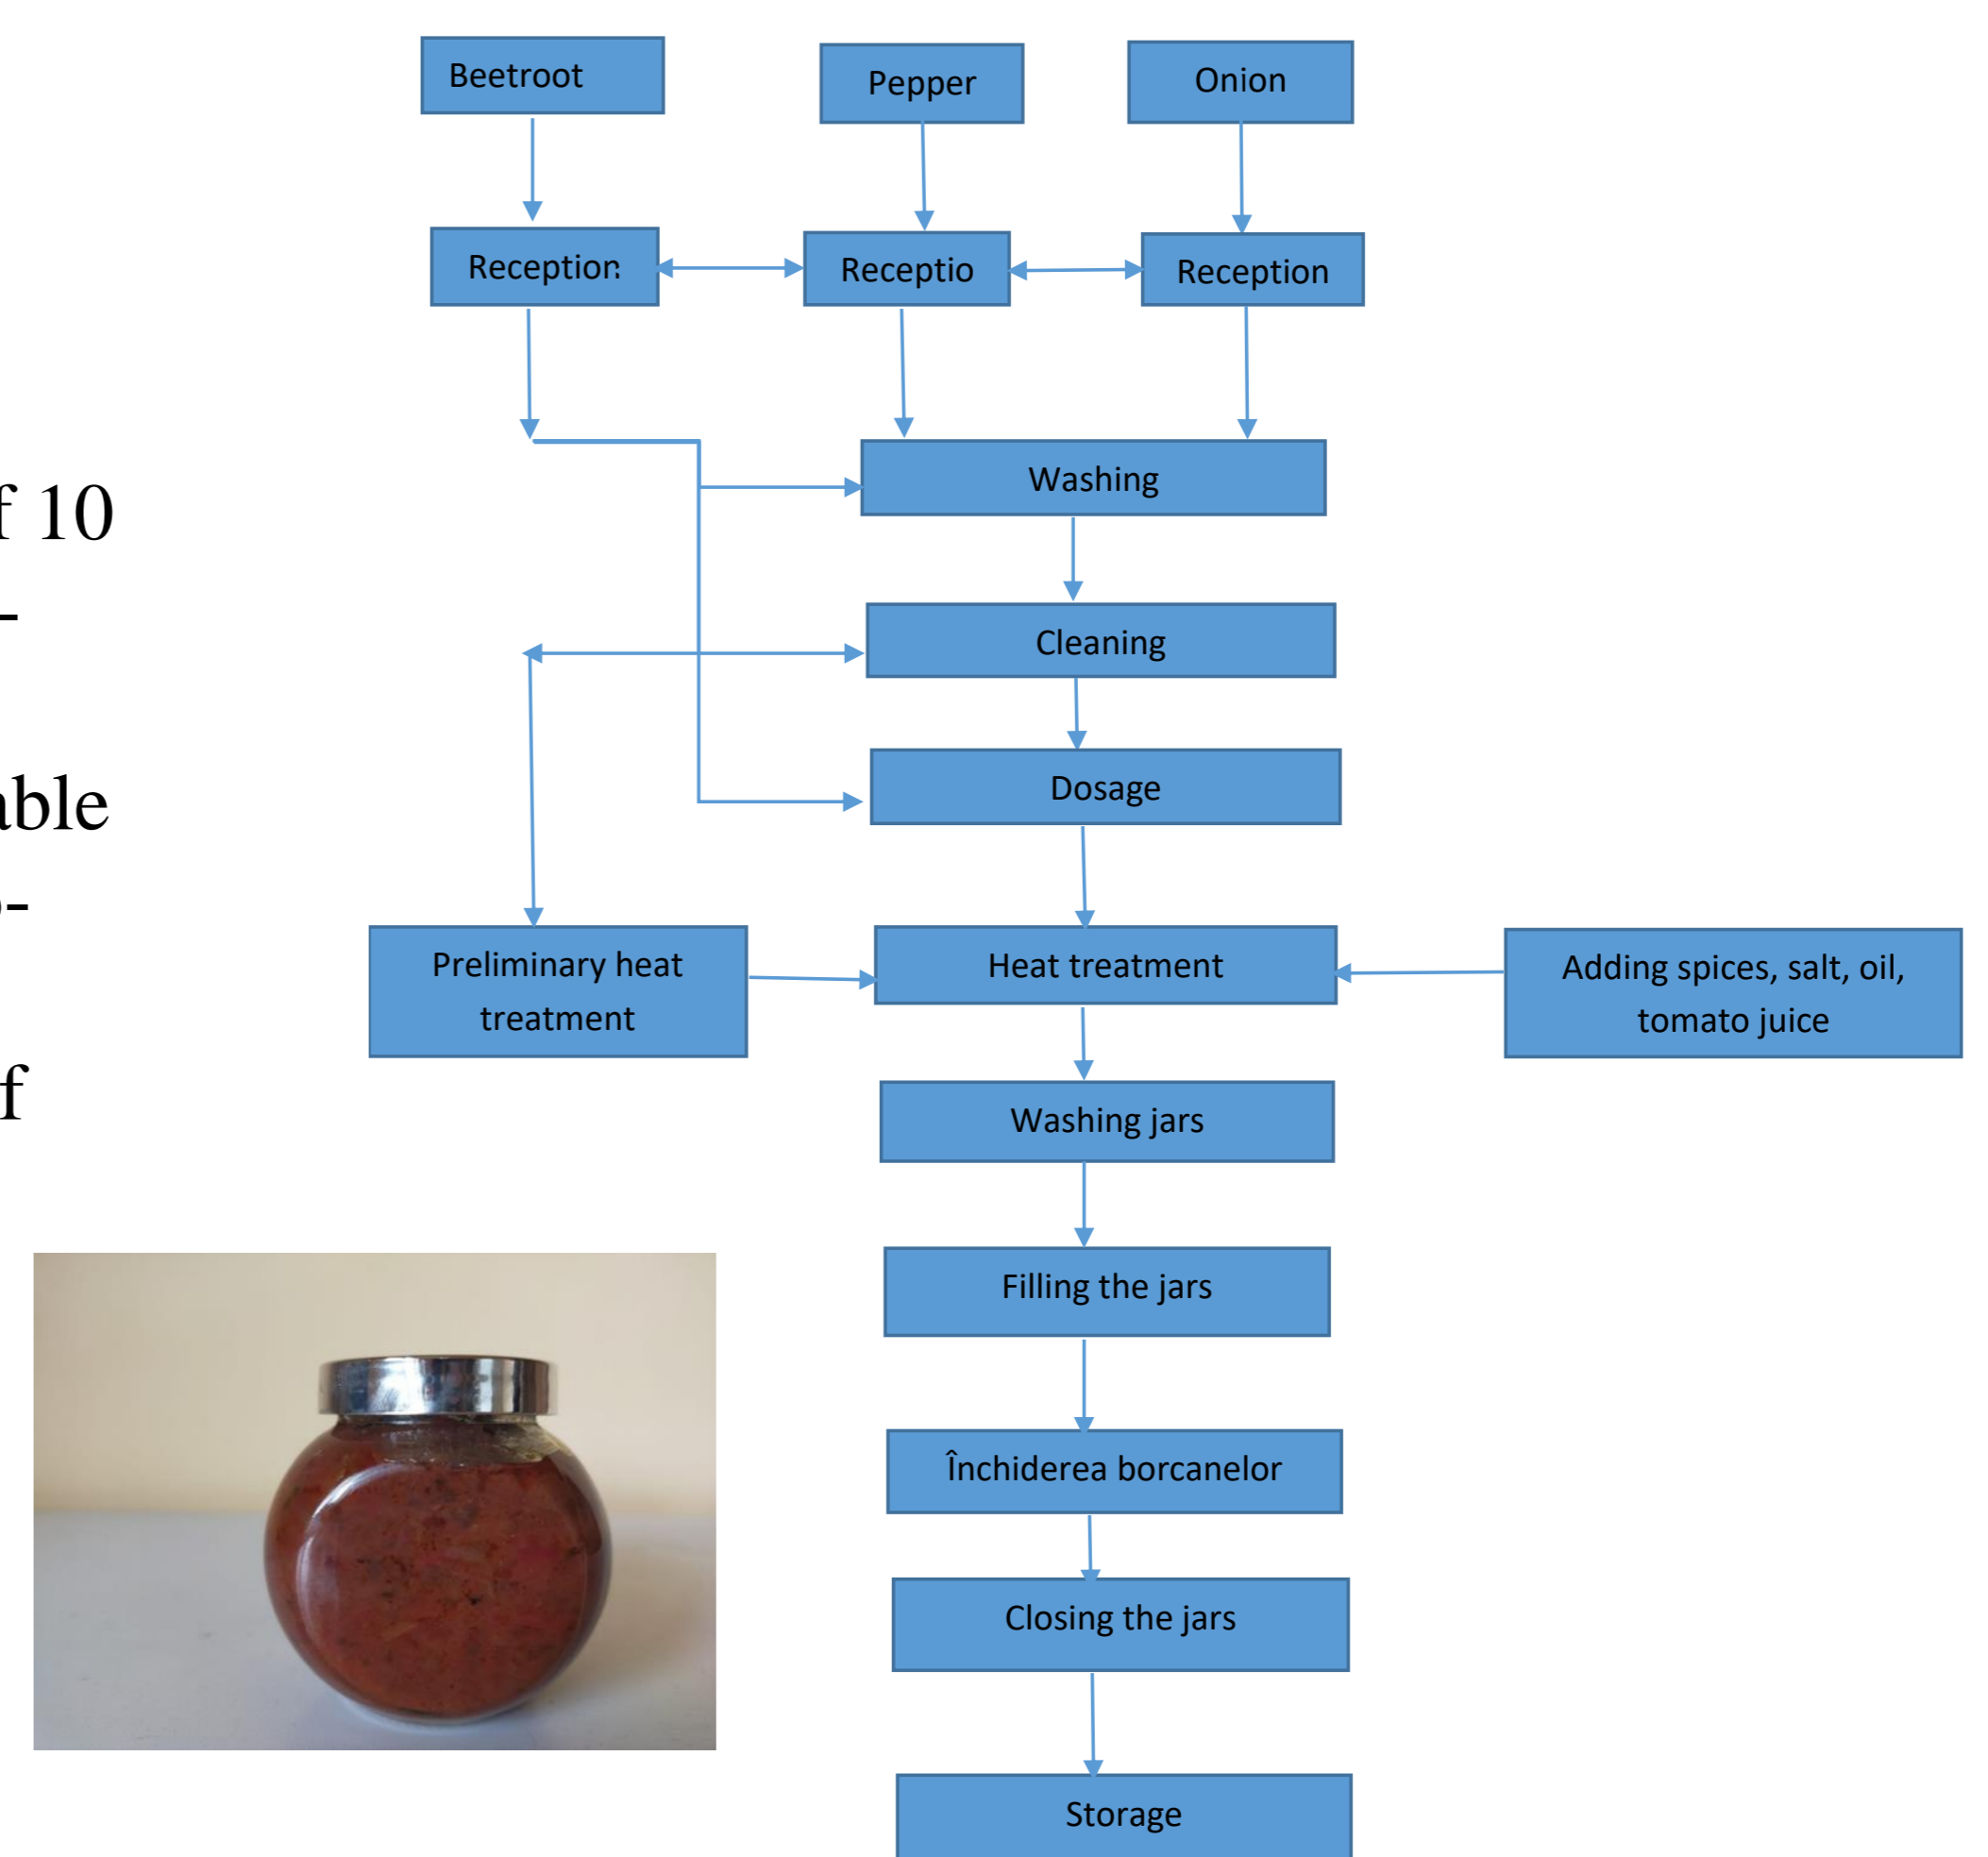 Beetroot
Pepper
Onion
Reception
Receptio
Reception
f 10
Washing
-
Cleaning
able
Dosage
-
Preliminary heat
treatment
Heat treatment
Adding spices, salt, oil,
tomato juice
f
Washing jars
Filling the jars
Închiderea borcanelor
Closing the jars
Storage